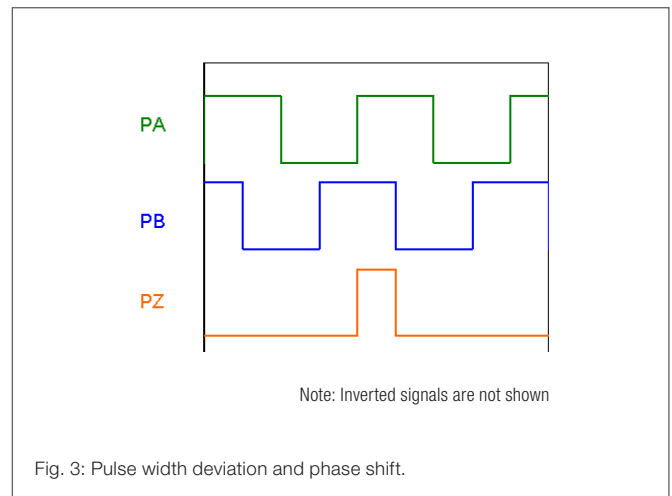 PA
PB
PZ
Note: Inverted signals are not shown
Fig. 3: Pulse width deviation and phase shift.